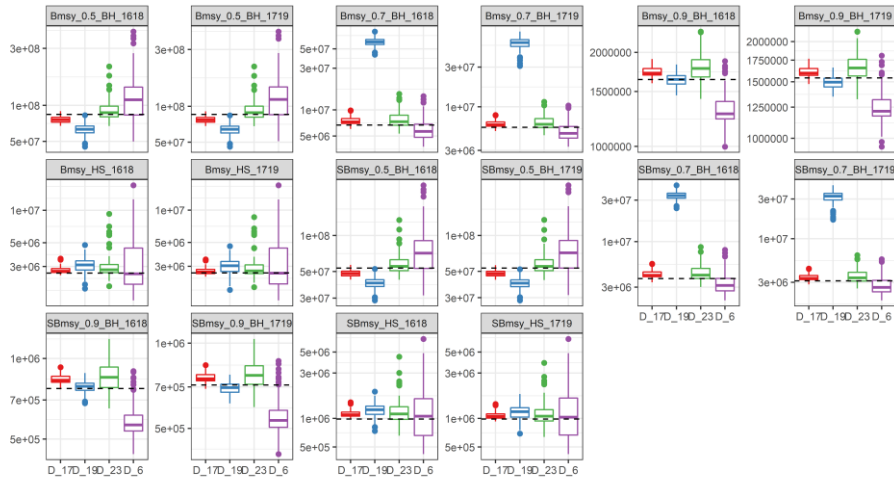 Bmsy_0.5_BH_1618 Bmsy_0.5_BH_1719 Bmsy_0.7_BH_1618 Bmsy_0.7_BH_1719 Bmsy_0.9_BH_1618 Bmsy_0.9_BH_1719
3e+08 3e+08 5e+07 3e+07 2000000 2000000
1e+08 1e+08 1e+07 1e+07 1500000 1750000
5e+07 5e+07 5e+06 3e+06 1000000 1500000
1250000
1000000
Bmsy_HS_1618 Bmsy_HS_1719 SBmsy_0.5_BH_1618 SBmsy_0.5_BH_1719 SBmsy_0.7_BH_1618 SBmsy_0.7_BH_1719
1e+07 1e+07 1e+08 1e+08 3e+07 3e+07
5e+06 5e+06 5e+07 5e+07 1e+07 1e+07
3e+06 3e+06 3e+07 3e+07 3e+06 3e+06
D_17 D_19 D_23 D_6 D_17 D_19 D_23 D_6
SBmsy_0.9_BH_1618 SBmsy_0.9_BH_1719 SBmsy_HS_1618 SBmsy_HS_1719
1e+06 1e+06 5e+06 5e+06
7e+05 7e+05 3e+06 3e+06
5e+05 5e+05 1e+06 1e+06
5e+05 5e+05
D_17 D_19 D_23 D_6 D_17 D_19 D_23 D_6 D_17 D_19 D_23 D_6 D_17 D_19 D_23 D_6